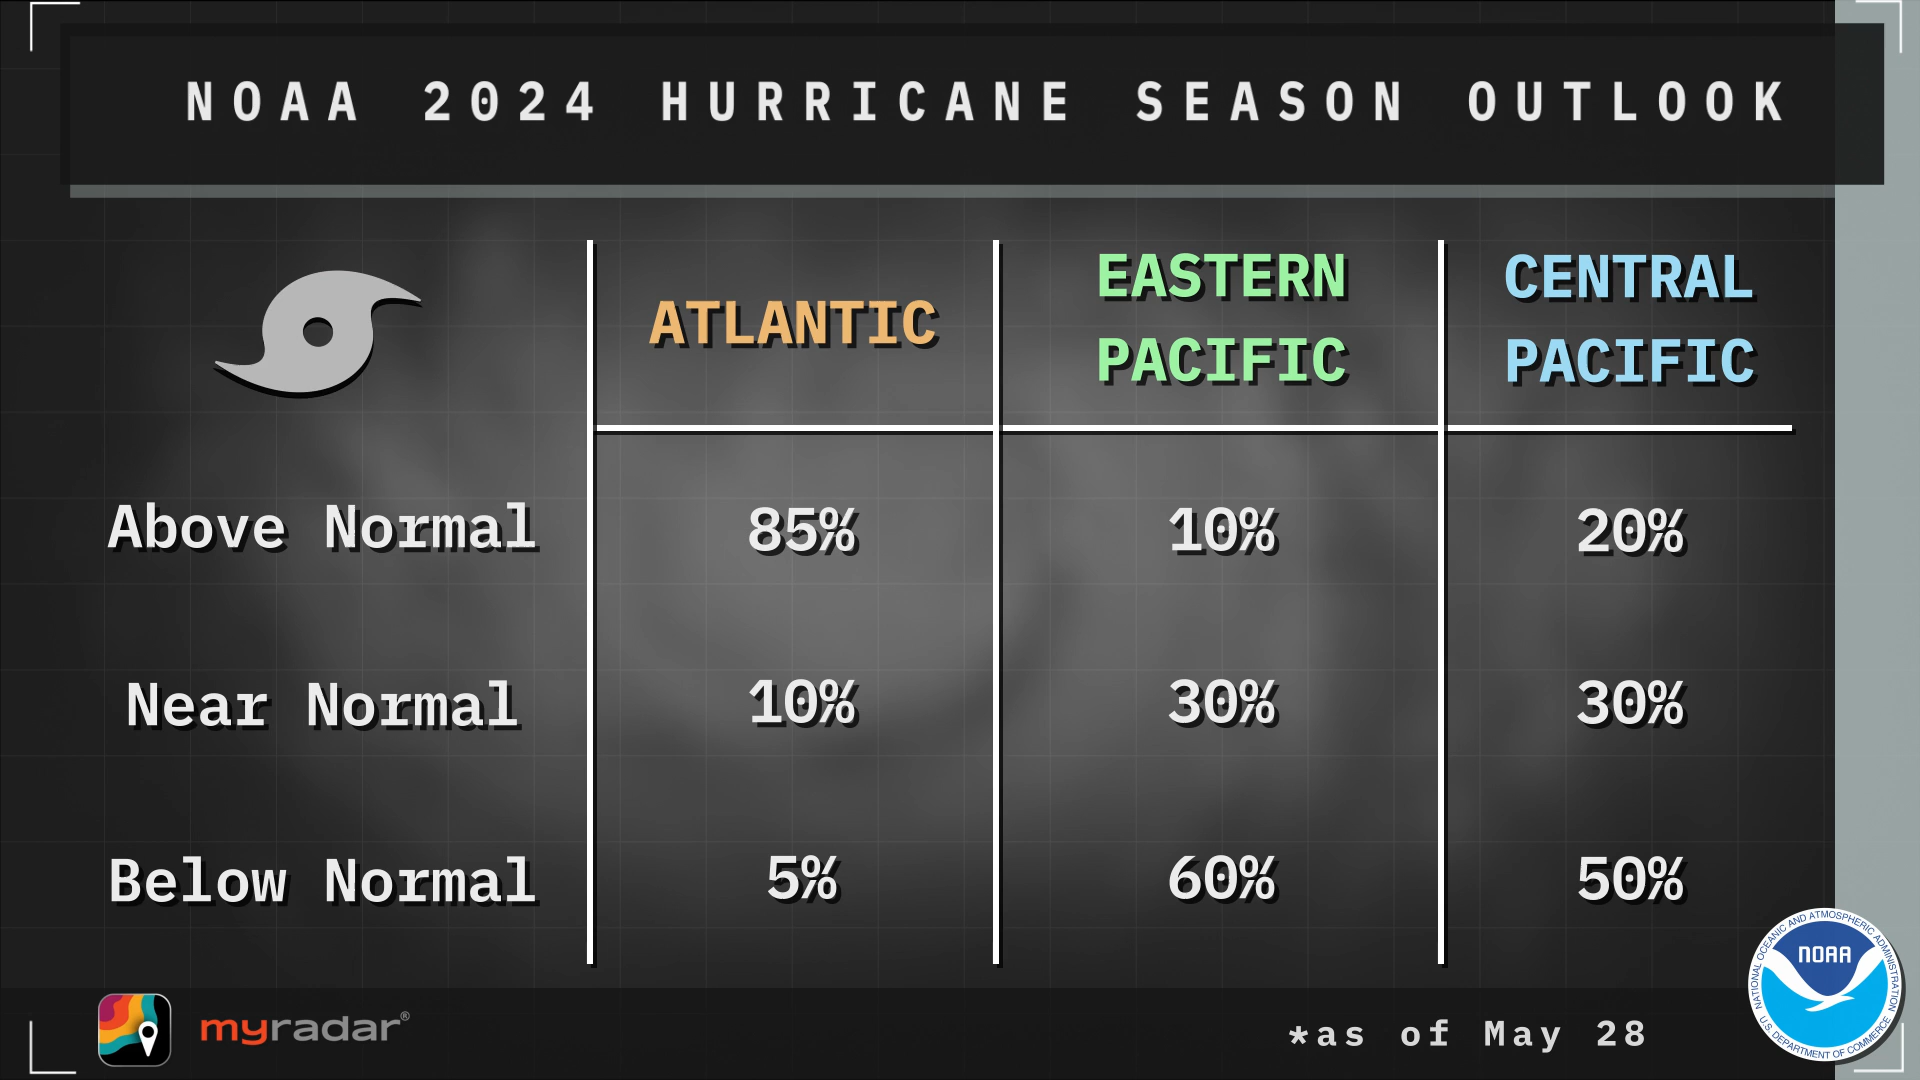 NOAA 2024 HURRICANE SEASON OUTLOOK
ATLANTIC
EASTERN
PACIFIC
CENTRAL
PACIFIC
Above Normal 85% 10% 20%
Near Normal 10% 30% 30%
Below Normal 5% 60% 50%
myradar®
*as of May 28
NATIONAL OCEANIC AND ATMOSPHERIC ADMINISTRATION
NOAA
U.S. DEPARTMENT OF COMMERCE